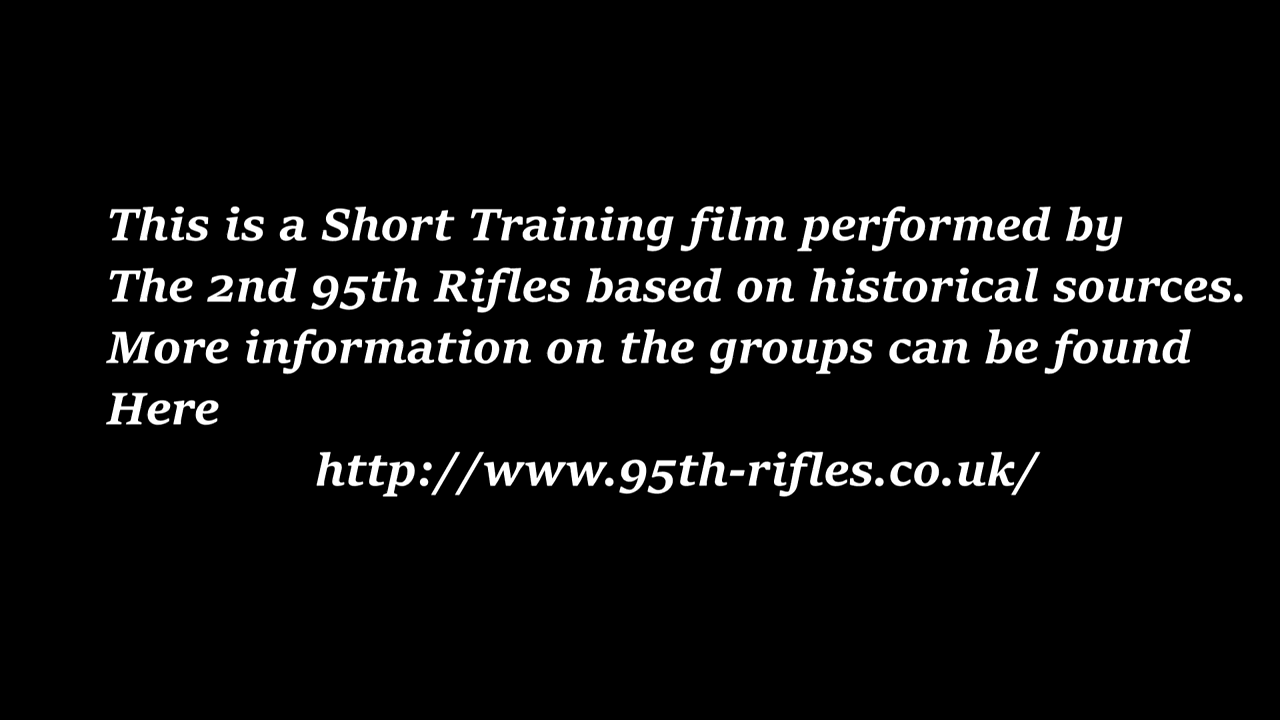 This is a Short Training film performed by
The 2nd 95th Rifles based on historical sources.
More information on the groups can be found
Here
http://www.95th-rifles.co.uk/